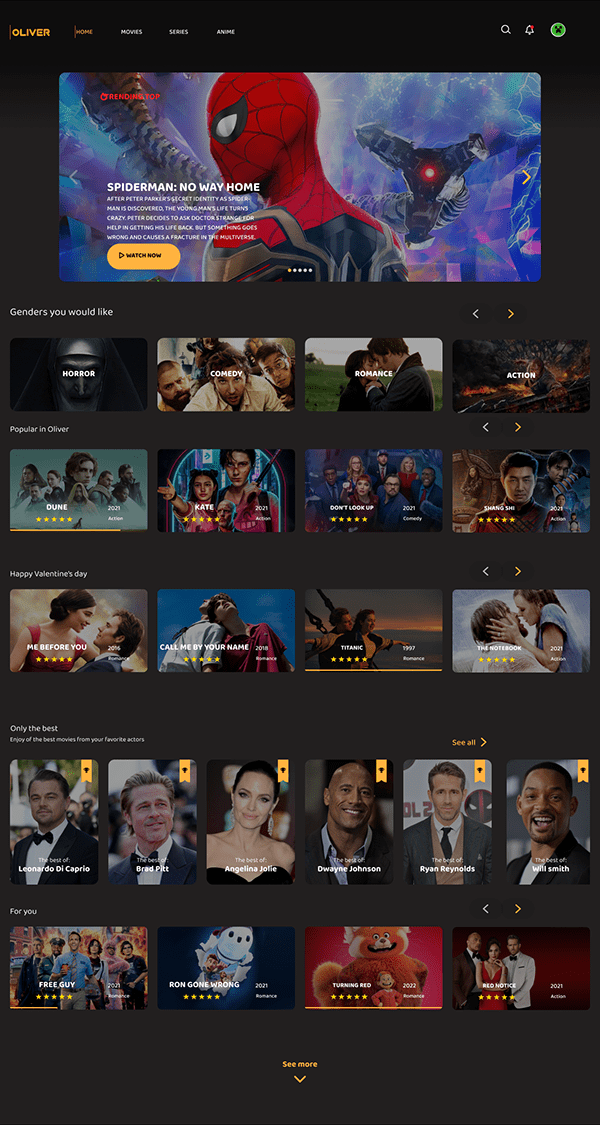 OLIVER
HOME
MOVIES
SERIES
ANIME
TRENDING TOP
SPIDERMAN: NO WAY HOME
AFTER PETER PARKER'S SECRET IDENTITY AS SPIDER-
MAN IS DISCOVERED, THE YOUNG MAN'S LIFE TURNS
CRAZY. PETER DECIDES TO ASK DOCTOR STRANGE FOR
HELP IN GETTING HIS LIFE BACK. BUT SOMETHING GOES
WRONG AND CAUSES A FRACTURE IN THE MULTIVERSE.
WATCH NOW
Genders you would like
HORROR
COMEDY
ROMANCE
ACTION
Popular in Oliver
DUNE
2021
Action
KATE
2021
Action
DON'T LOOK UP
2021
Comedy
SHANG SHI
2021
Action
Happy Valentine's day
ME BEFORE YOU
2016
Romance
CALL ME BY YOUR NAME
2018
Romance
TITANIC
1997
Romance
THE NOTEBOOK
2021
Action
Only the best
Enjoy of the best movies from your favorite actors
See all
The best of:
Leonardo Di Caprio
The best of:
Brad Pitt
The best of:
Angelina Jolie
The best of:
Dwayne Johnson
The best of:
Ryan Reynolds
The best of:
Will smith
For you
FREE GUY
2021
Romance
RON GONE WRONG
2021
Romance
TURNING RED
2022
Romance
RED NOTICE
2021
Action
See more